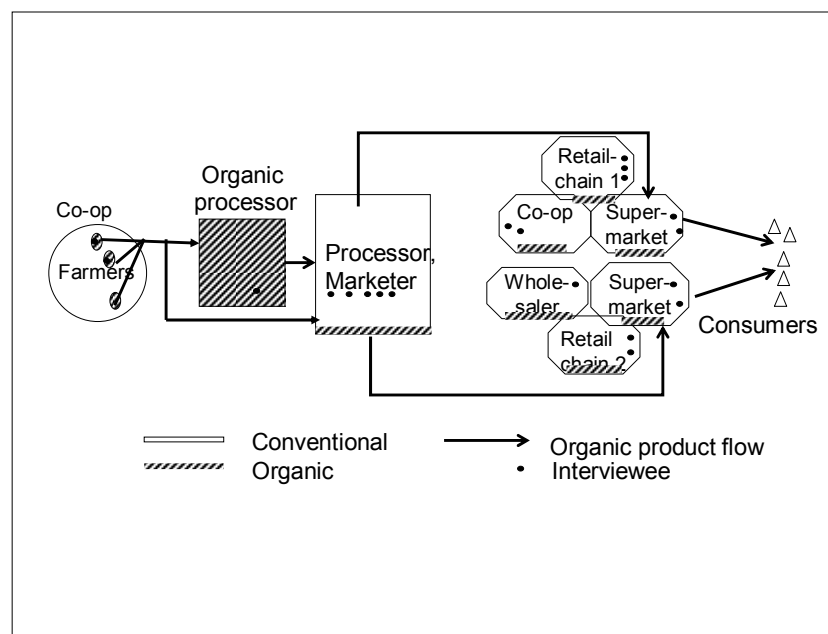 Co-op
Farmers
Organic
processor
Processor,
Marketer
Retail-
chain 1
Co-op
Super-
market
Whole-
saler
Super-
market
Retail
chain 2
Consumers
Conventional
Organic
Organic product flow
Interviewee